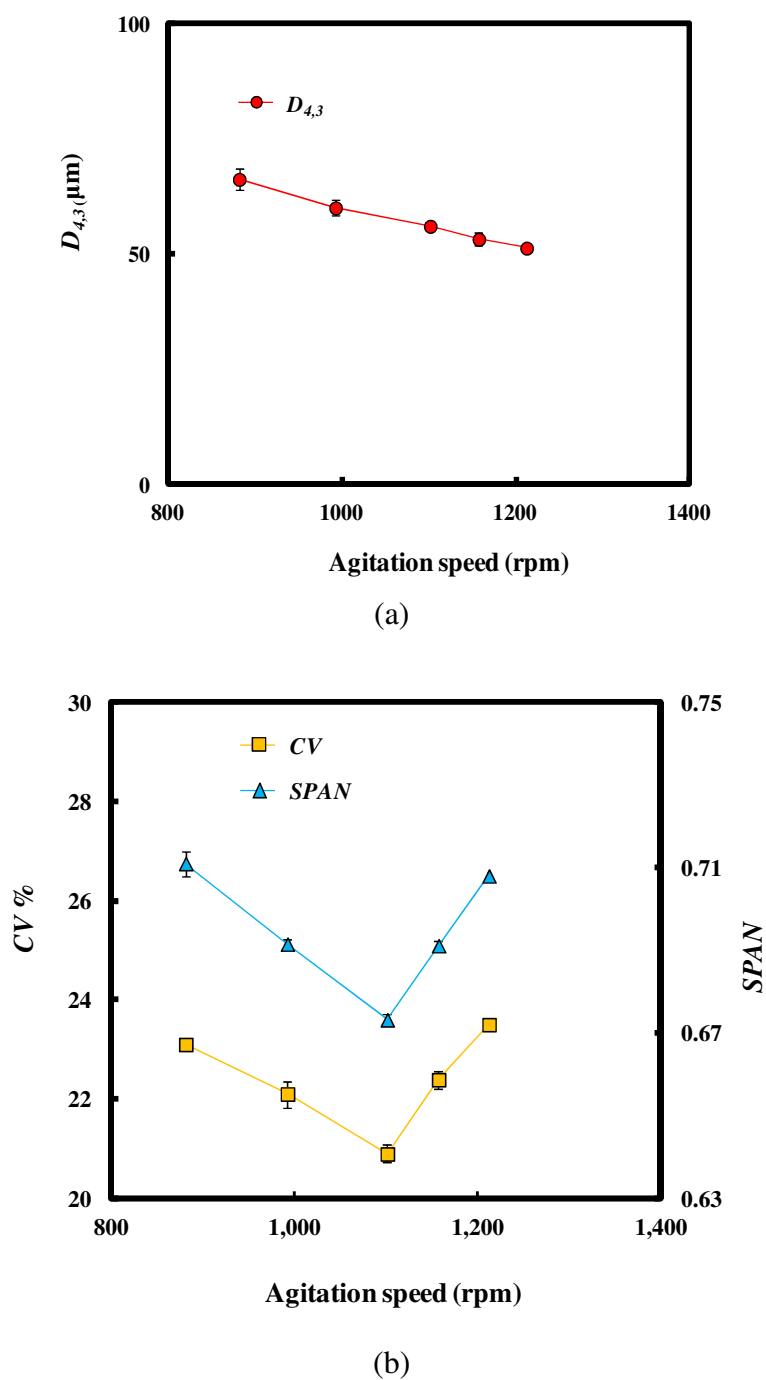 100
D4,3
D4,3 (µm)
50
0
800 1000 1200 1400
Agitation speed (rpm)
(a)
30 0.75
CV
SPAN
28
26 0.71
CV %
SPAN
24 0.67
22
20 0.63
800 1,000 1,200 1,400
Agitation speed (rpm)
(b)